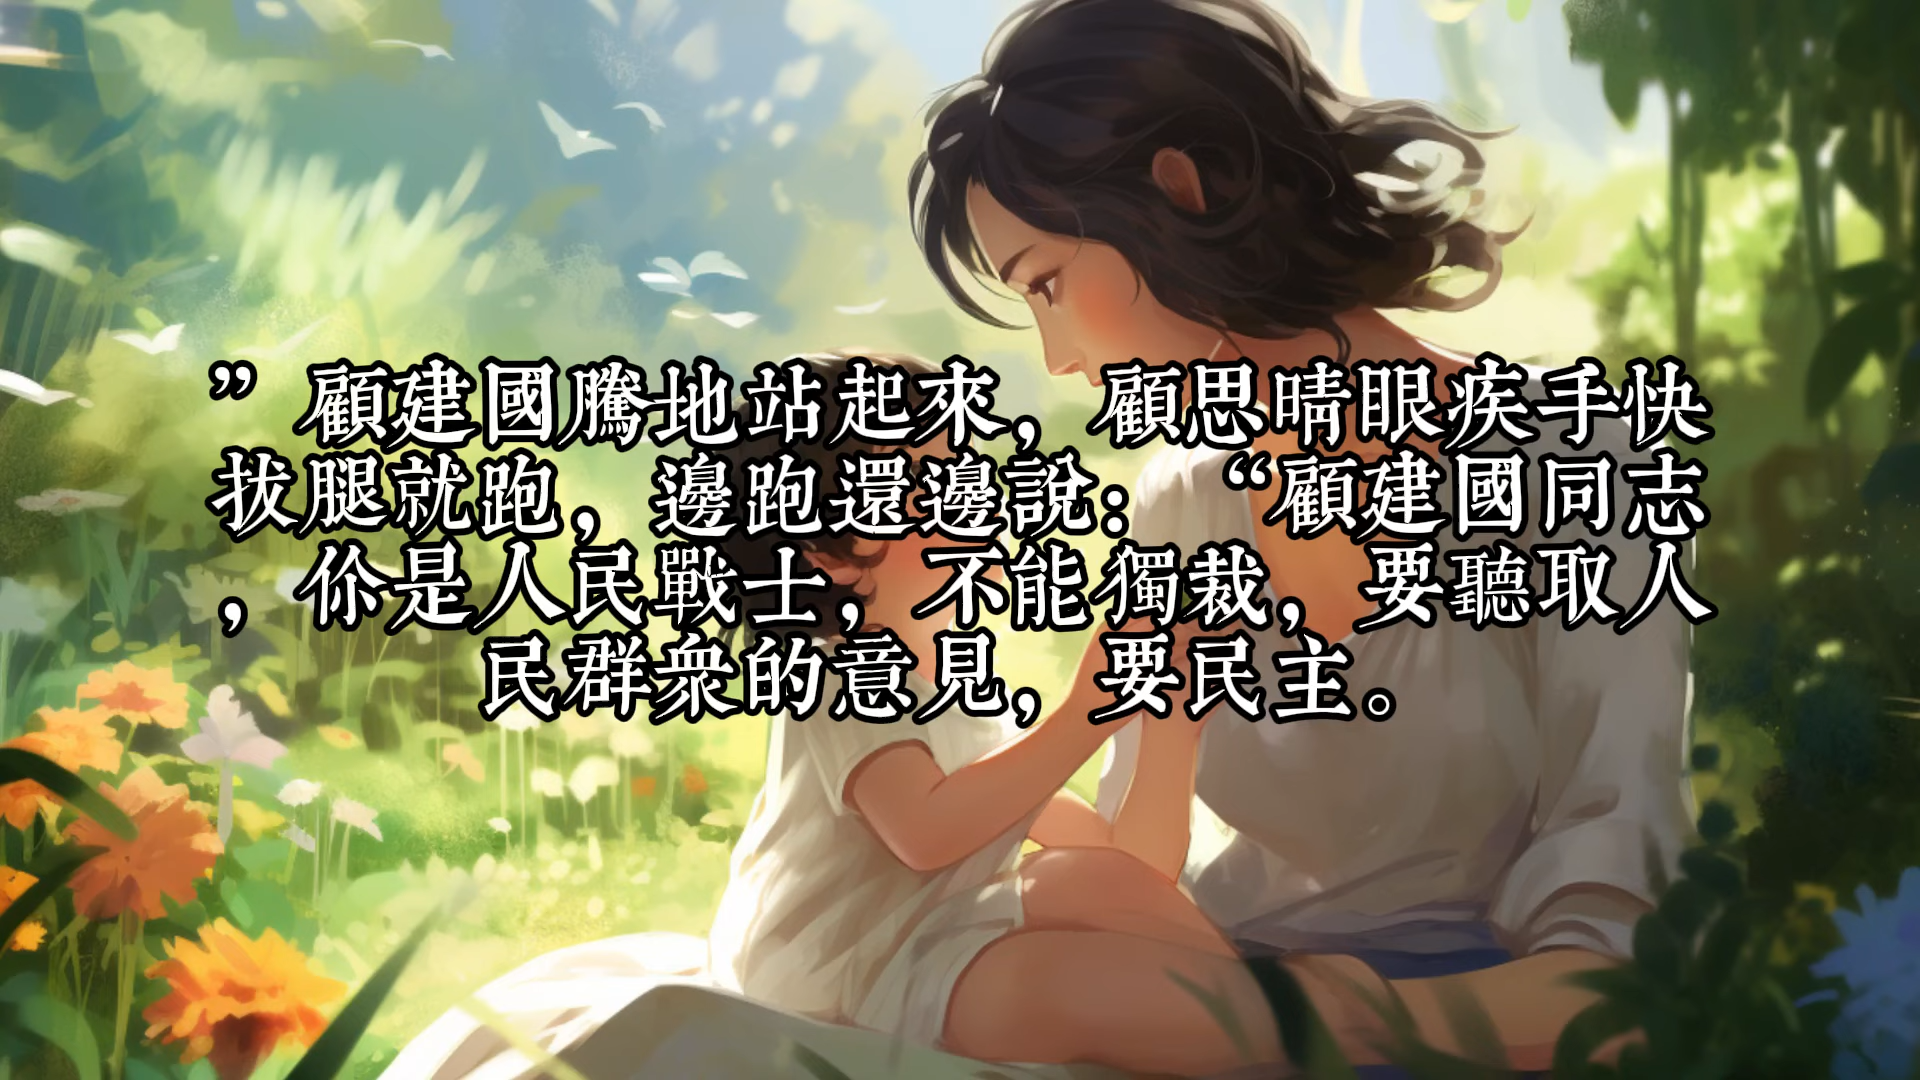 ”顧建國騰地站起來，顧思晴眼疾手快
拔腿就跑，邊跑還邊說：“顧建國同志
，你是人民戰士，不能獨裁，要聽取人
民群衆的意見，要民主。